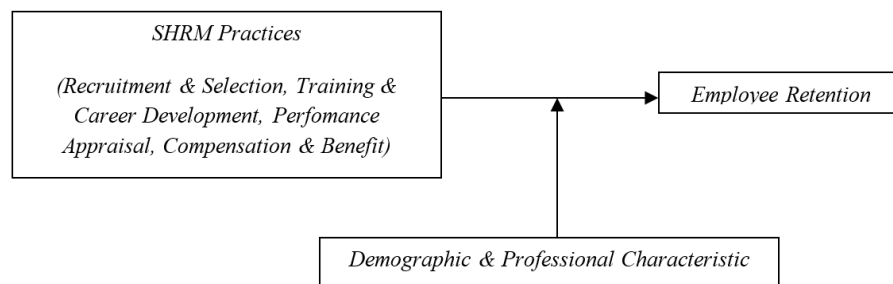 SHRM Practices
(Recruitment & Selection, Training &
Career Development, Perfomance
Appraisal, Compensation & Benefit)
Employee Retention
Demographic & Professional Characteristic